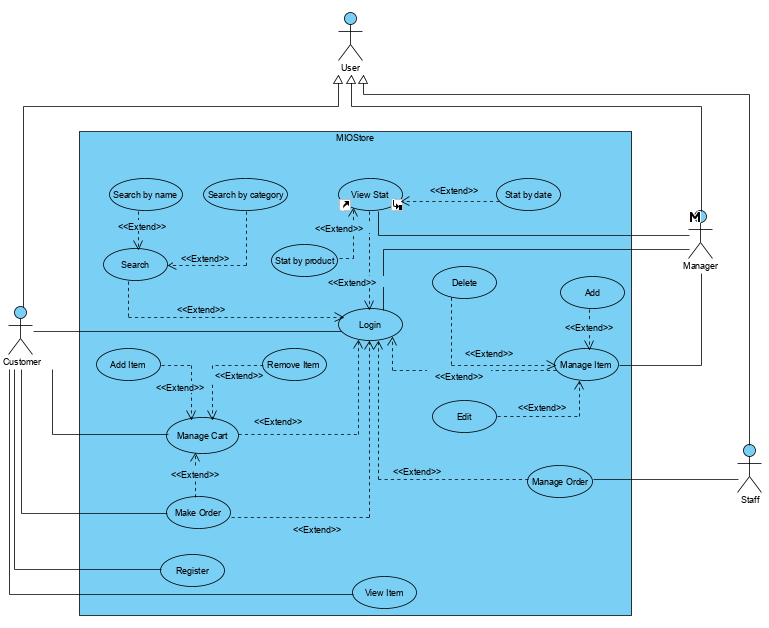 User
MIOStore
Search by name
Search by category
View Stat
<<Extend>>
Stat by date
<<Extend>>
<<Extend>>
M
Search
<<Extend>>
Stat by product
Manager
<<Extend>>
Delete
Add
<<Extend>>
Login
<<Extend>>
Customer
<<Extend>>
Add Item
Remove Item
Manage Item
<<Extend>>
<<Extend>>
<<Extend>>
<<Extend>>
Edit
<<Extend>>
Manage Cart
<<Extend>>
<<Extend>>
<<Extend>>
Manage Order
Staff
Make Order
<<Extend>>
Register
View Item